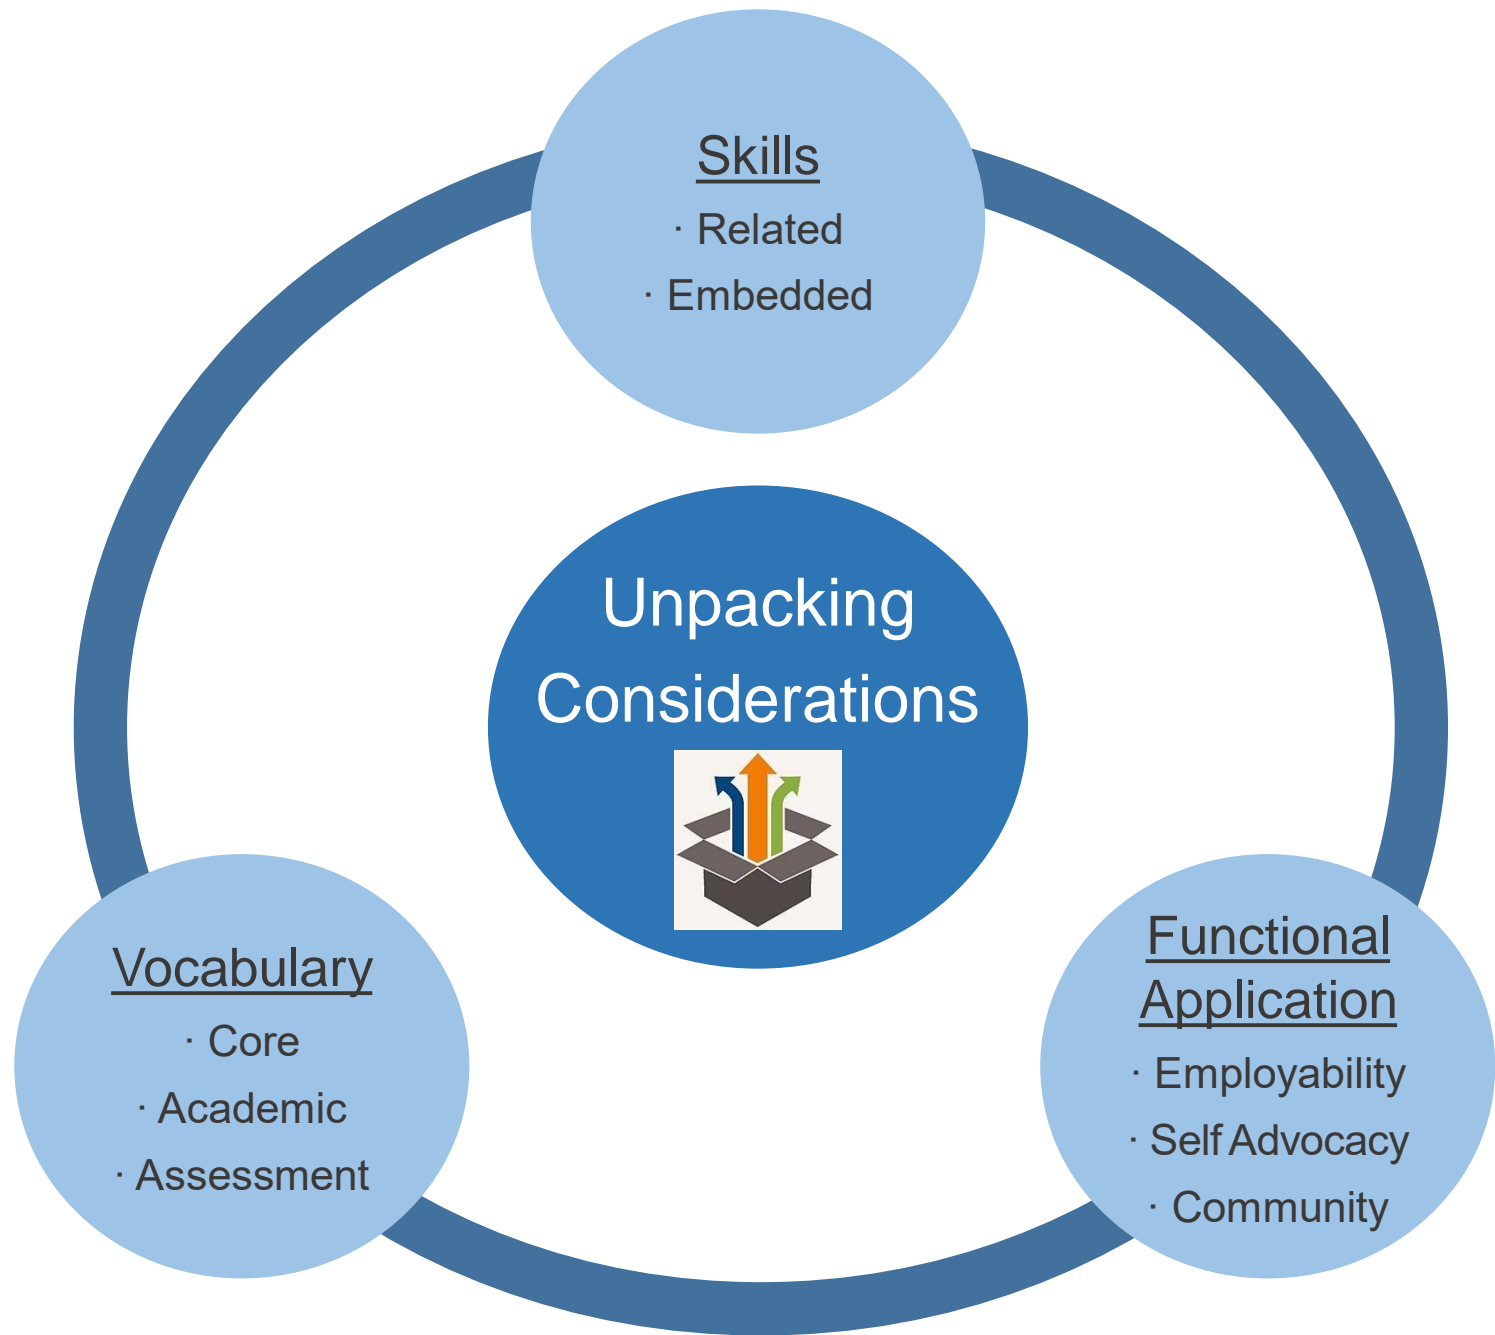 Skills
· Related
· Embedded
Unpacking
Considerations
Vocabulary
· Core
· Academic
· Assessment
Functional
Application
· Employability
· Self Advocacy
· Community